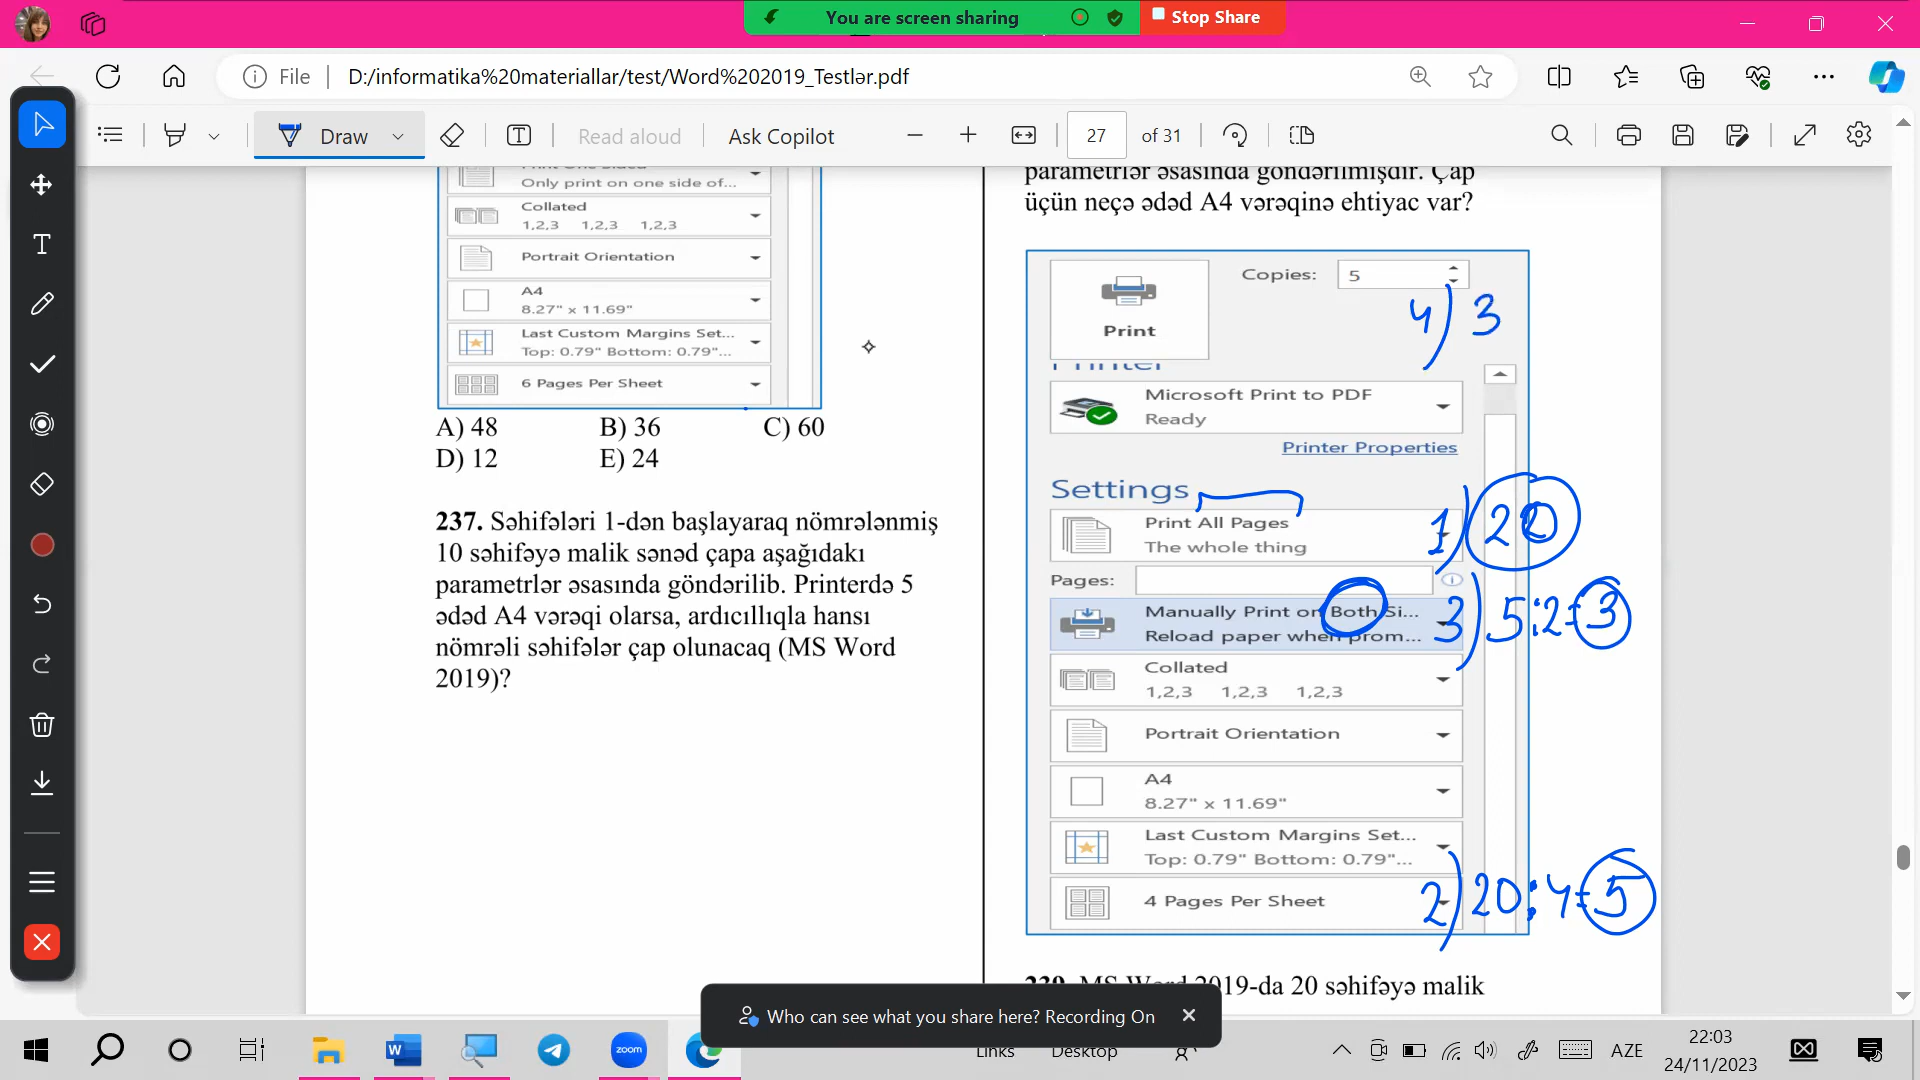 You are screen sharing
Stop Share
File
D:/informatika%20materiallar/test/Word%202019_Testlər.pdf
Draw
Read aloud
Ask Copilot
27
of 31
Only print on one side of...
Collated
1,2,3 1,2,3 1,2,3
Portrait Orientation
A4
8.27" x 11.69"
Last Custom Margins Set...
Top: 0.79" Bottom: 0.79"...
6 Pages Per Sheet
A) 48 B) 36 C) 60
D) 12 E) 24
237. Səhifələri 1-dən başlayaraq nömrələnmiş
10 səhifəyə malik sənəd çapa aşağıdakı
parametrlər əsasında göndərilib. Printerdə 5
ədəd A4 vərəqi olarsa, ardıcıllıqla hansı
nömrəli səhifələr çap olunacaq (MS Word
2019)?
parametrlər əsasında göndərilmişdir. Çap
üçün neçə ədəd A4 vərəqinə ehtiyac var?
Print
Copies: 5
4) 3
Printer
Microsoft Print to PDF
Ready
Printer Properties
Settings
Print All Pages
The whole thing
1) 20
Pages:
Manually Print on Both Si...
Reload paper when prom...
3) 5:2=3
Collated
1,2,3 1,2,3 1,2,3
Portrait Orientation
A4
8.27" x 11.69"
Last Custom Margins Set...
Top: 0.79" Bottom: 0.79"...
4 Pages Per Sheet
2) 20:4=5
239. MS Word 2019-da 20 səhifəyə malik
Who can see what you share here? Recording On
zoom
Links
Desktop
AZE
22:03
24/11/2023